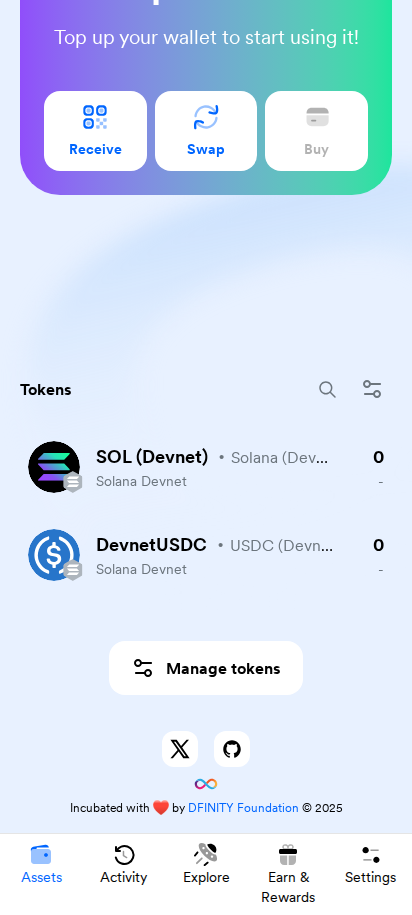 Top up your wallet to start using it!
Receive
Swap
Buy
Tokens
SOL (Devnet) • Solana (Dev... 0
Solana Devnet -
DevnetUSDC • USDC (Devn... 0
Solana Devnet -
Manage tokens
Incubated with ❤️ by DFINITY Foundation © 2025
Assets
Activity
Explore
Earn &
Rewards
Settings